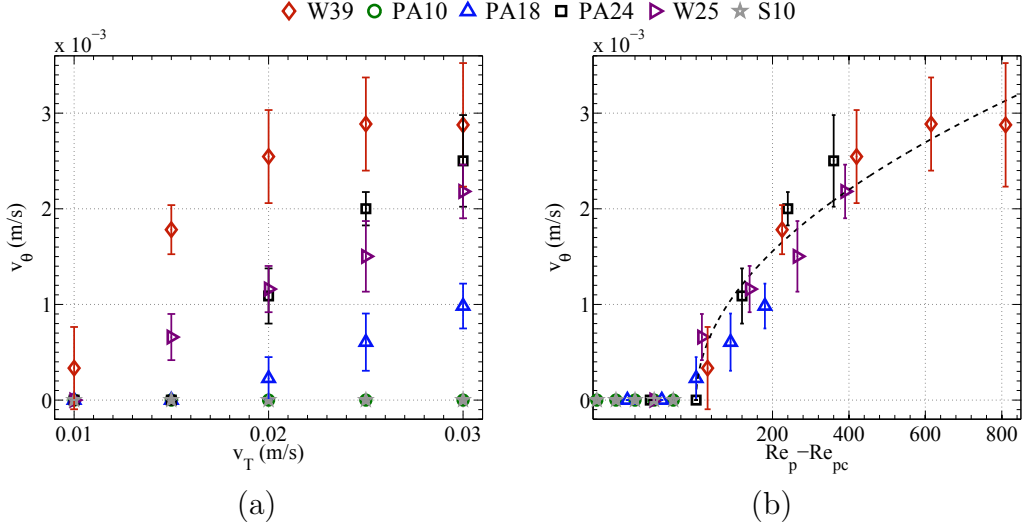 W39 PA10 PA18 PA24 W25 S10
x 10⁻³
3
2
1
0
v_θ (m/s)
0.01 0.02 0.03
v_T (m/s)
(a)
x 10⁻³
3
2
1
0
v_θ (m/s)
200 400 600 800
Re_p−Re_pc
(b)